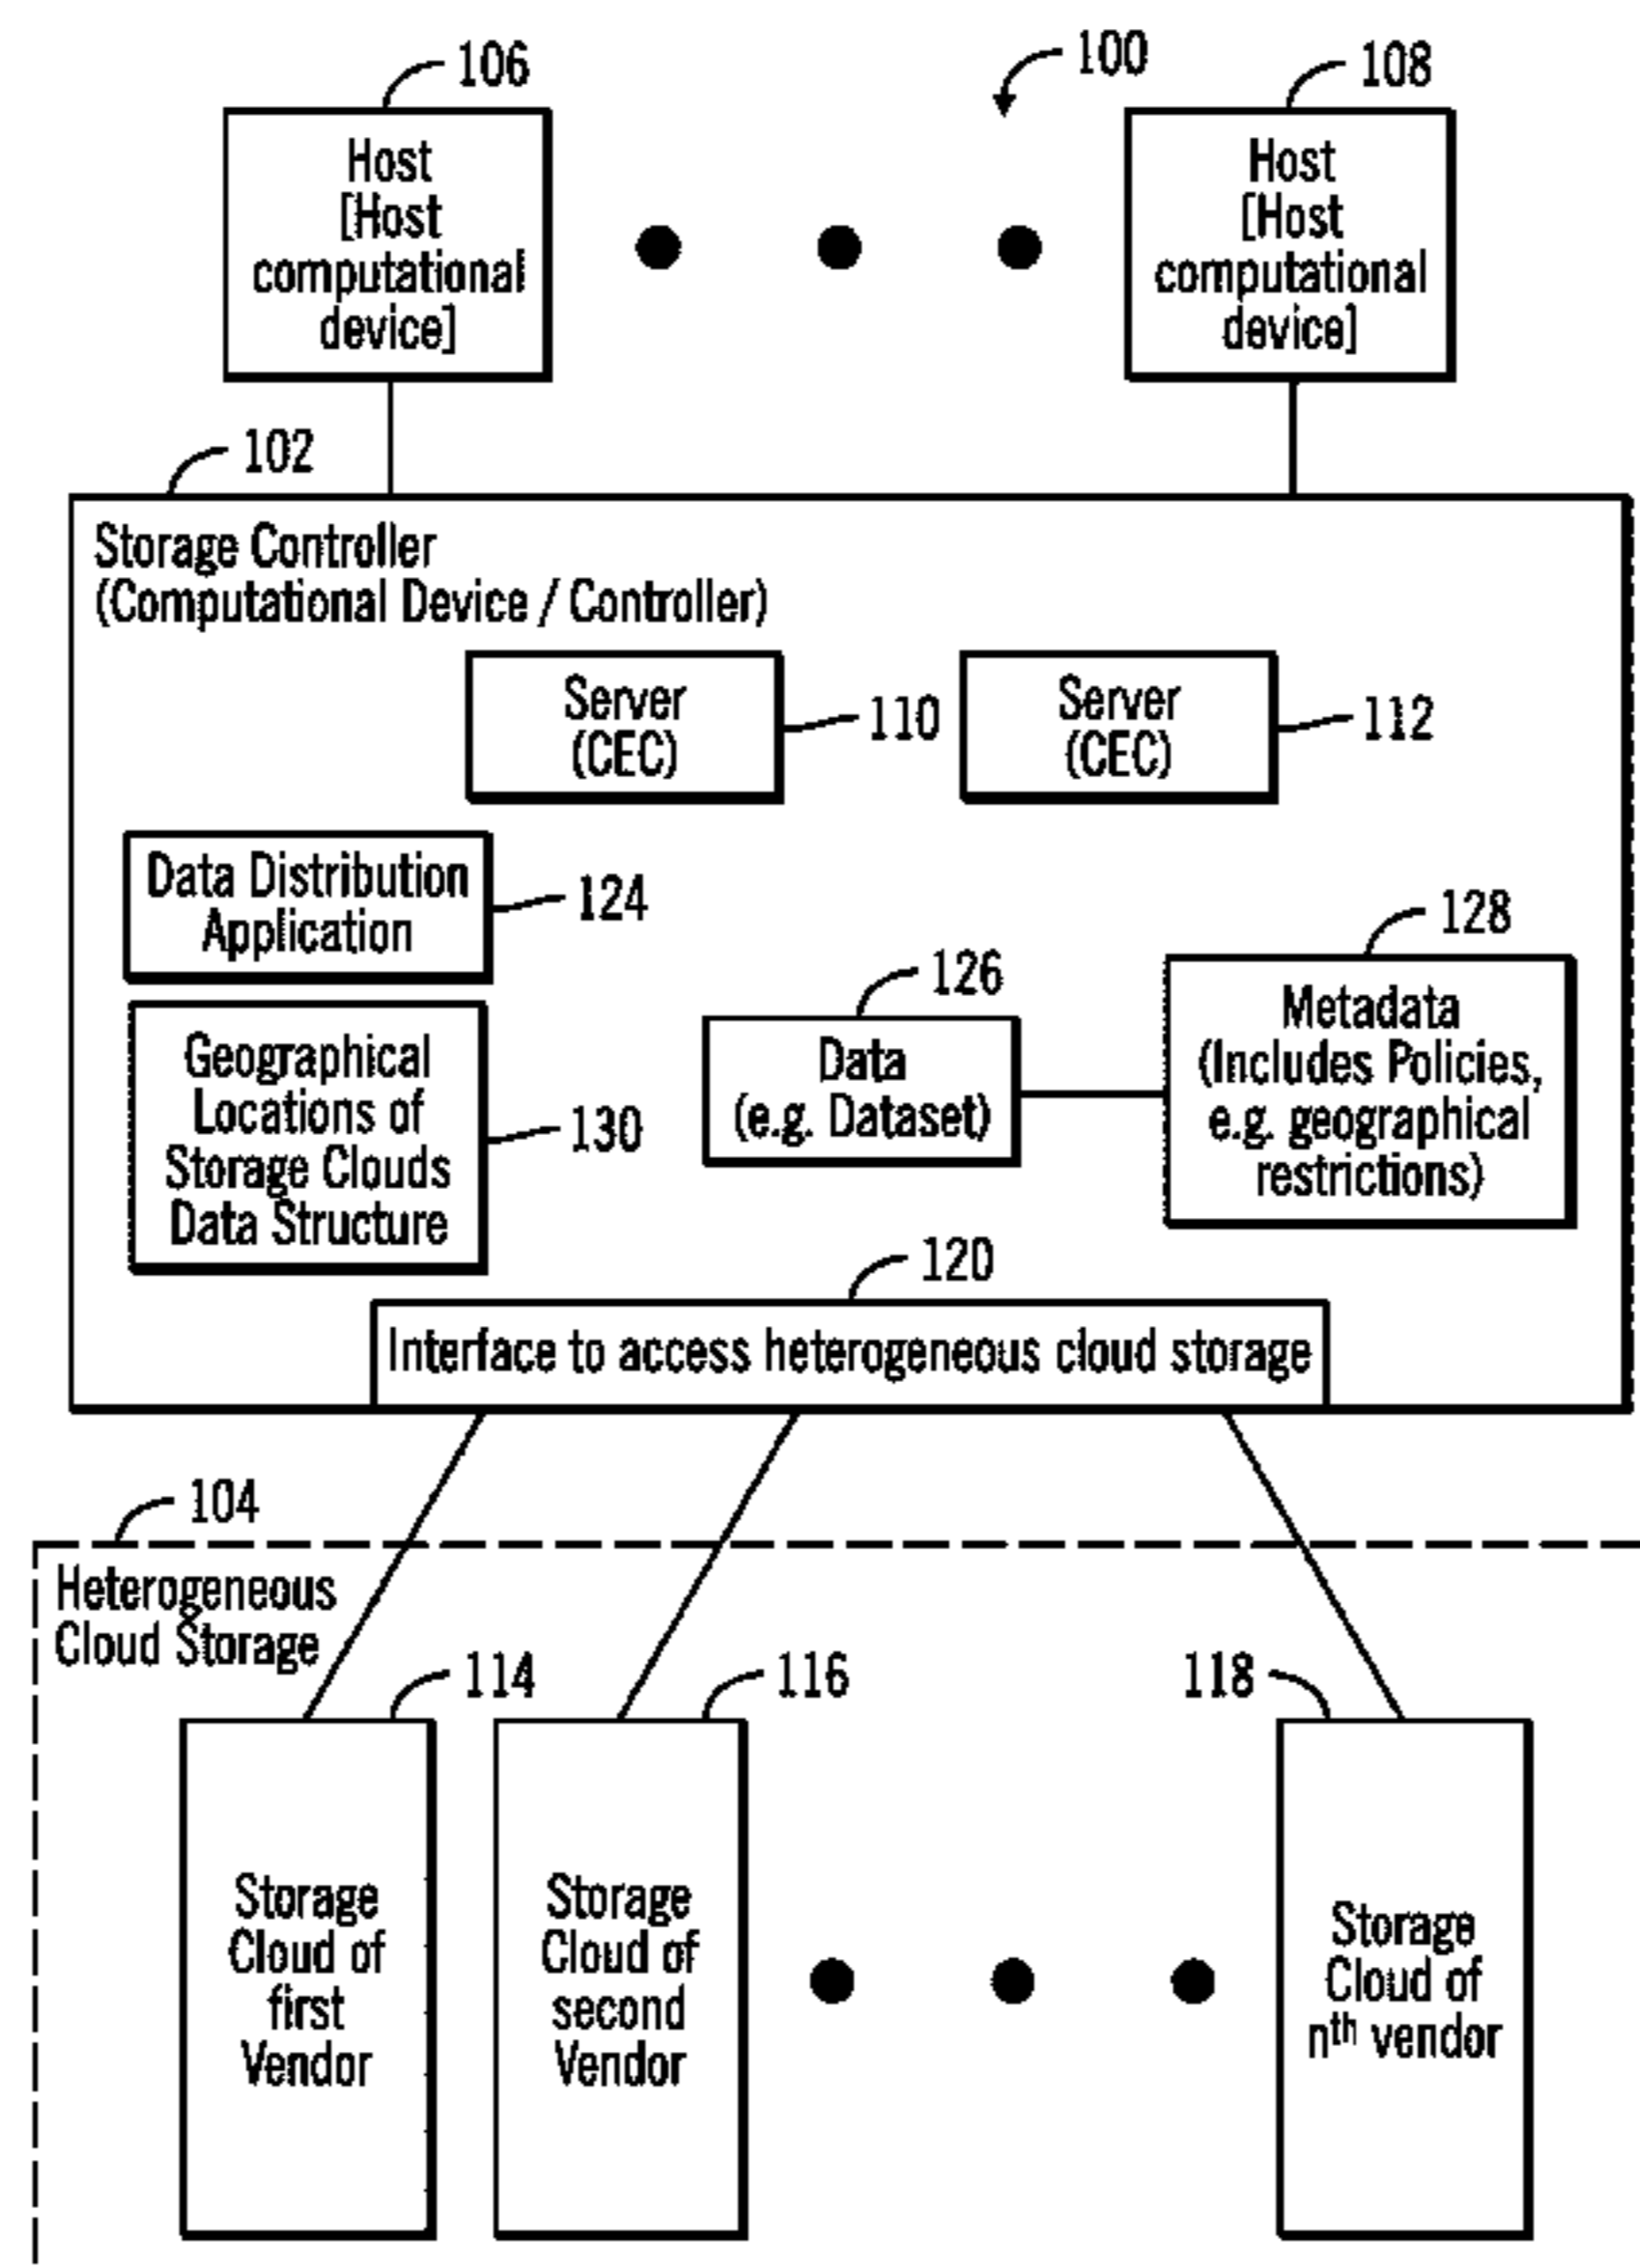 106
100
108
Host
[Host
computational
device]
Host
[Host
computational
device]
102
Storage Controller
(Computational Device / Controller)
Server
(CEC)
110
Server
(CEC)
112
Data Distribution
Application
124
128
126
Metadata
(Includes Policies,
e.g. geographical
restrictions)
Data
(e.g. Dataset)
Geographical
Locations of
Storage Clouds
Data Structure
130
120
Interface to access heterogeneous cloud storage
104
Heterogeneous
Cloud Storage
114
116
118
Storage
Cloud of
first
Vendor
Storage
Cloud of
second
Vendor
Storage
Cloud of
nth vendor